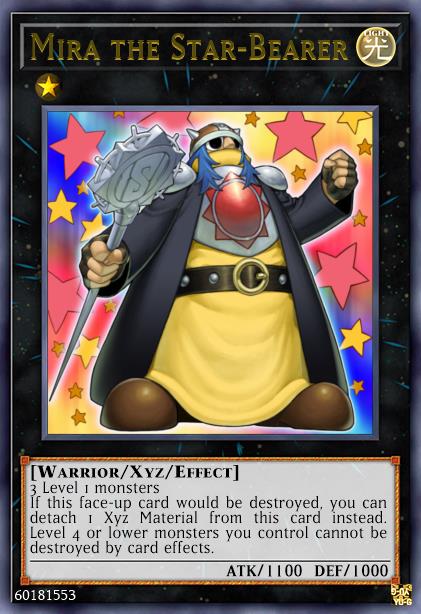 MIRA THE STAR-BEARER
LIGHT
光
[WARRIOR/XYZ/EFFECT]
3 Level 1 monsters
If this face-up card would be destroyed, you can
detach 1 Xyz Material from this card instead.
Level 4 or lower monsters you control cannot be
destroyed by card effects.
ATK/1100 DEF/1000
60181553